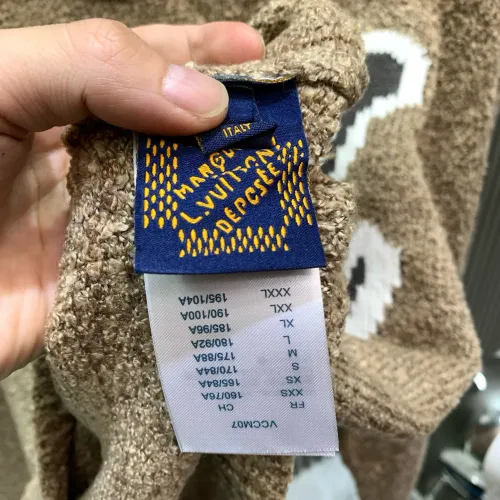 ITALY
MARQU
L.VUITTON
DÉPOSÉE
VCCM07
FR CH
XXS 160/76A
XS 165/84A
S 170/84A
M 175/88A
L 180/92A
XL 185/96A
XXL 190/100A
XXXL 195/104A